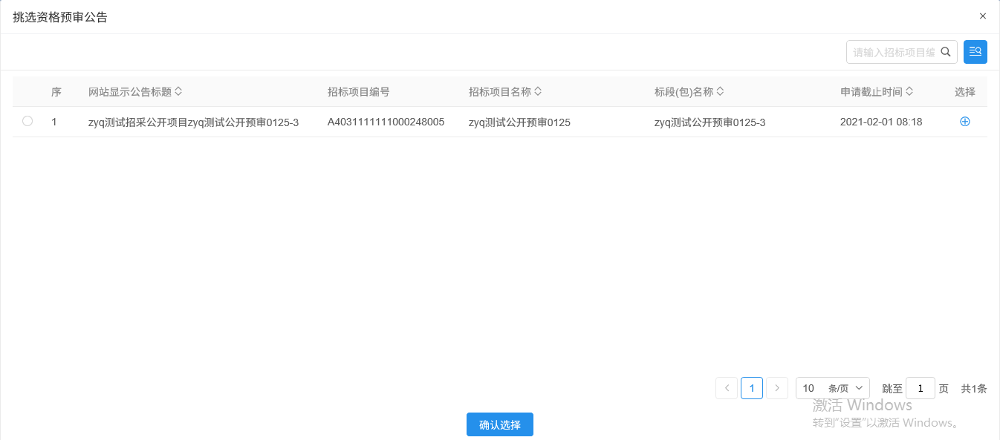 挑选资格预审公告
请输入招标项目编
序 网站显示公告标题 招标项目编号 招标项目名称 标段(包)名称 申请截止时间 选择
1 zyq测试招采公开项目zyq测试公开预审0125-3 A4031111111000248005 zyq测试公开预审0125 zyq测试公开预审0125-3 2021-02-01 08:18
1 10 条/页 跳至 1 页 共1条
激活 Windows
转到“设置”以激活 Windows。
确认选择